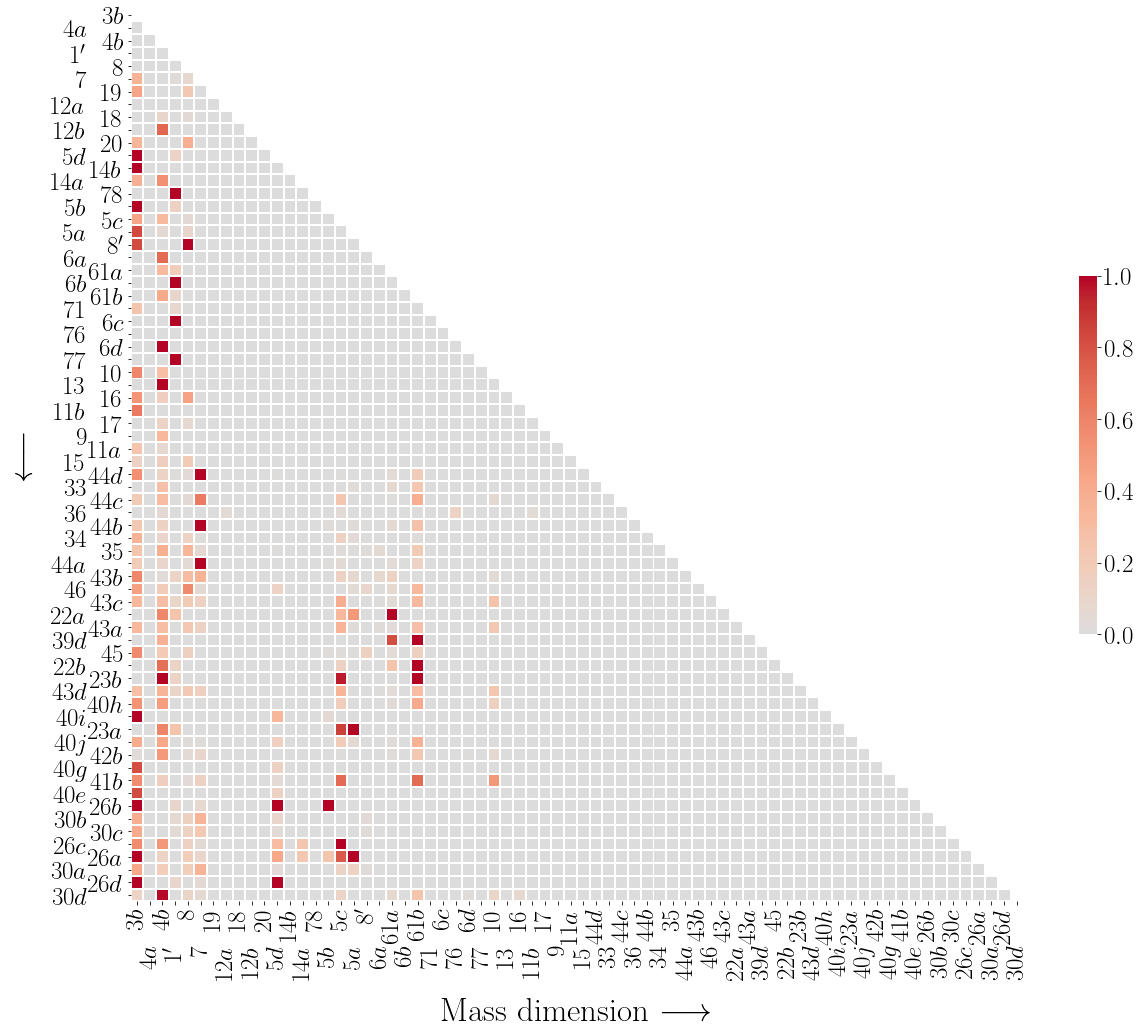 3b
4a
4b
1′
8
7
19
12a
18
12b
20
5d
14b
14a
78
5b
5c
5a
8′
6a
61a
6b
61b
71
6c
76
6d
77
10
13
16
11b
17
9
11a
15
44d
33
44c
36
44b
34
35
44a
43b
46
43c
22a
43a
39d
45
22b
23b
43d
40h
40i
23a
40j
42b
40g
41b
40e
26b
30b
30c
26c
26a
30a
26d
30d
←
3b 4b 8 19 18 20 14b 78 5c 8′ 61a 61b 6c 6d 10 16 17 11a 44d 44c 44b 35 43b 43c 43a 45 23b 40h 23a 42b 41b 26b 30c 26a 26d
4a 1′ 7 12a 12b 5d 14a 5b 5a 6a 6b 71 76 77 13 11b 9 15 33 36 34 44a 46 22a 39d 22b 43d 40i 40j 40g 40e 30b 26c 30a 30d
Mass dimension ⟶
1.0
0.8
0.6
0.4
0.2
0.0